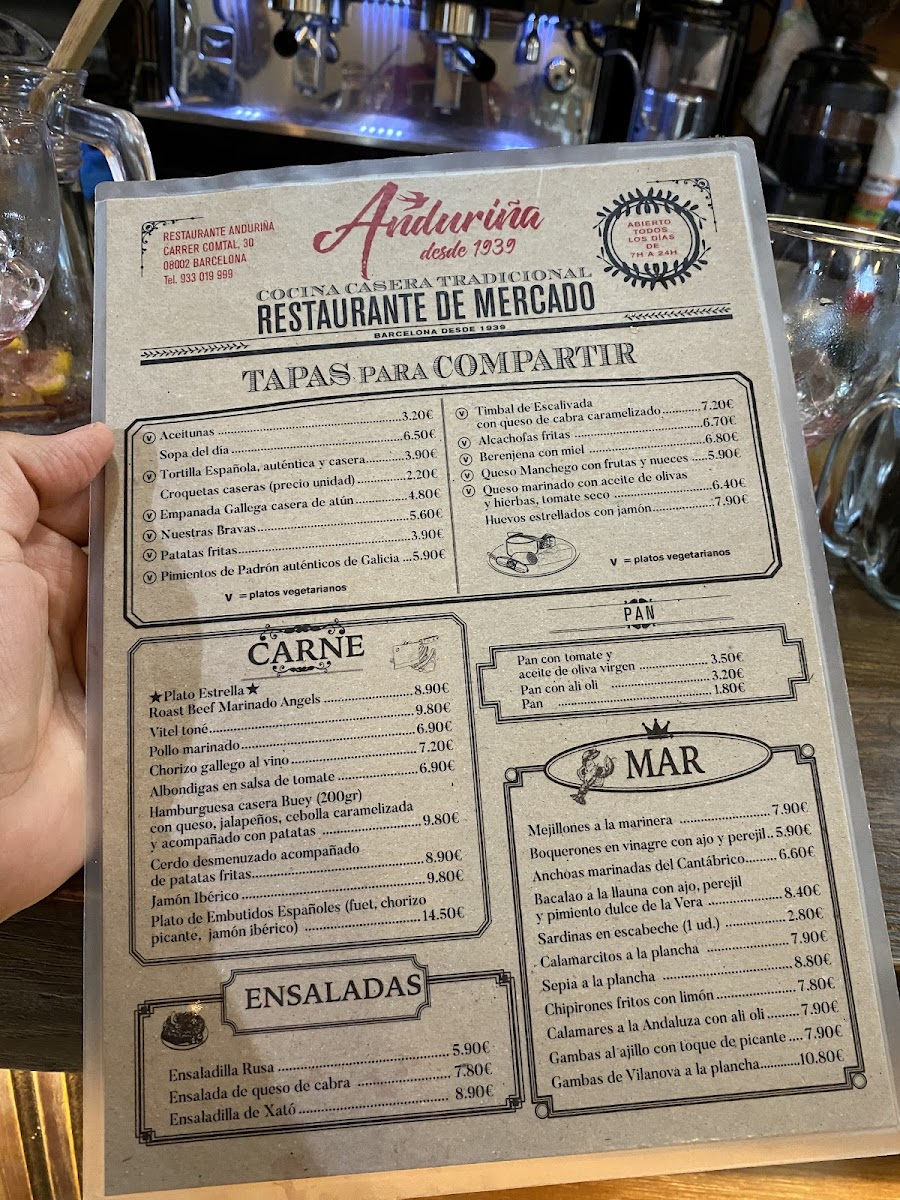 RESTAURANTE ANDURIÑA
CARRER COMTAL, 30
08002 BARCELONA
Tel. 933 019 999
Anduriña
desde 1939
ABIERTO
TODOS
LOS DÍAS
DE
7H A 24H
COCINA CASERA TRADICIONAL
RESTAURANTE DE MERCADO
BARCELONA DESDE 1939
TAPAS PARA COMPARTIR
V Aceitunas 3.20€
Sopa del día 6.50€
V Tortilla Española, auténtica y casera 3.90€
Croquetas caseras (precio unidad) 2.20€
V Empanada Gallega casera de atún 4.80€
V Nuestras Bravas 5.60€
V Patatas fritas 3.90€
V Pimientos de Padrón auténticos de Galicia 5.90€
V = platos vegetarianos
V Timbal de Escalivada
con queso de cabra caramelizado 7.20€
V Alcachofas fritas 6.70€
V Berenjena con miel 6.80€
V Queso Manchego con frutas y nueces 5.90€
V Queso marinado con aceite de olivas
y hierbas, tomate seco 6.40€
Huevos estrellados con jamón 7.90€
V = platos vegetarianos
CARNE
★Plato Estrella★
Roast Beef Marinado Angels 8.90€
Vitel toné 9.80€
Pollo marinado 6.90€
Chorizo gallego al vino 7.20€
Albondigas en salsa de tomate 6.90€
Hamburguesa casera Buey (200gr)
con queso, jalapeños, cebolla caramelizada
y acompañado con patatas 9.80€
Cerdo desmenuzado acompañado
de patatas fritas 8.90€
Jamón Ibérico 9.80€
Plato de Embutidos Españoles (fuet, chorizo
picante, jamón ibérico) 14.50€
ENSALADAS
Ensaladilla Rusa 5.90€
Ensalada de queso de cabra 7.80€
Ensaladilla de Xató 8.90€
PAN
Pan con tomate y
aceite de oliva virgen 3.50€
Pan con ali oli 3.20€
Pan 1.80€
MAR
Mejillones a la marinera 7.90€
Boquerones en vinagre con ajo y perejil 5.90€
Anchoas marinadas del Cantábrico 6.60€
Bacalao a la llauna con ajo, perejil
y pimiento dulce de la Vera 8.40€
Sardinas en escabeche (1 ud.) 2.80€
Calamarcitos a la plancha 7.90€
Sepia a la plancha 8.80€
Chipirones fritos con limón 7.80€
Calamares a la Andaluza con ali oli 7.90€
Gambas al ajillo con toque de picante 7.90€
Gambas de Vilanova a la plancha 10.80€